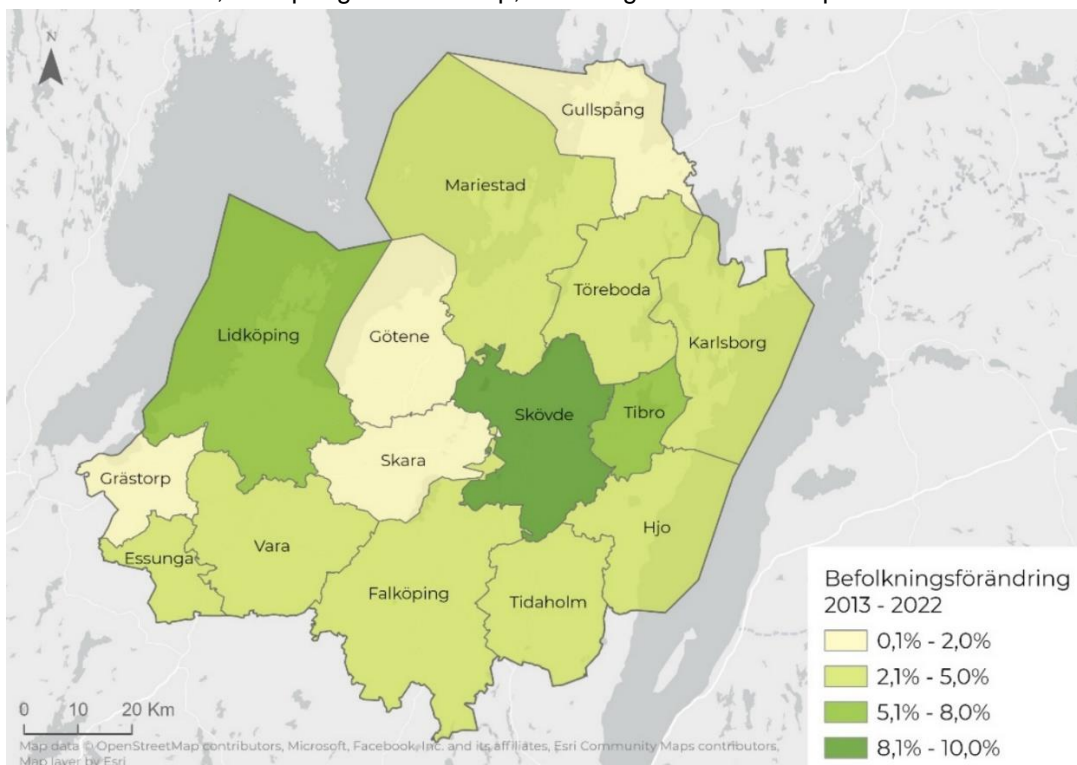 N
Gullspång
Mariestad
Töreboda
Lidköping
Götene
Karlsborg
Skövde
Tibro
Skara
Grästorp
Hjo
Vara
Essunga
Falköping
Tidaholm
Befolkningsförändring
2013 - 2022
0,1% - 2,0%
2,1% - 5,0%
5,1% - 8,0%
8,1% - 10,0%
0 10 20 Km
Map data © OpenStreetMap contributors, Microsoft, Facebook, Inc. and its affiliates, Esri Community Maps contributors,
Map layer by Esri